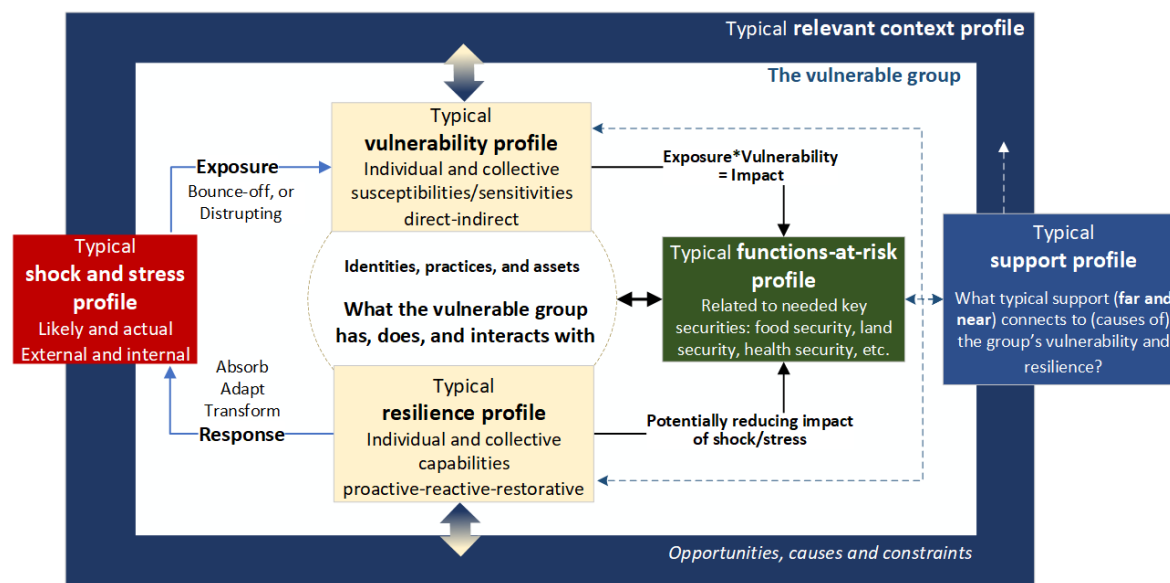 Typical relevant context profile
The vulnerable group
Typical
vulnerability profile
Individual and collective
susceptibilities/sensitivities
direct-indirect
Exposure
Bounce-off, or
Distrupting
Exposure*Vulnerability
= Impact
Typical
shock and stress
profile
Likely and actual
External and internal
Identities, practices, and assets
What the vulnerable group
has, does, and interacts with
Typical functions-at-risk
profile
Related to needed key
securities: food security, land
security, health security, etc.
Typical
support profile
What typical support (far and
near) connects to (causes of)
the group's vulnerability and
resilience?
Absorb
Adapt
Transform
Response
Typical
resilience profile
Individual and collective
capabilities
proactive-reactive-restorative
Potentially reducing impact
of shock/stress
Opportunities, causes and constraints